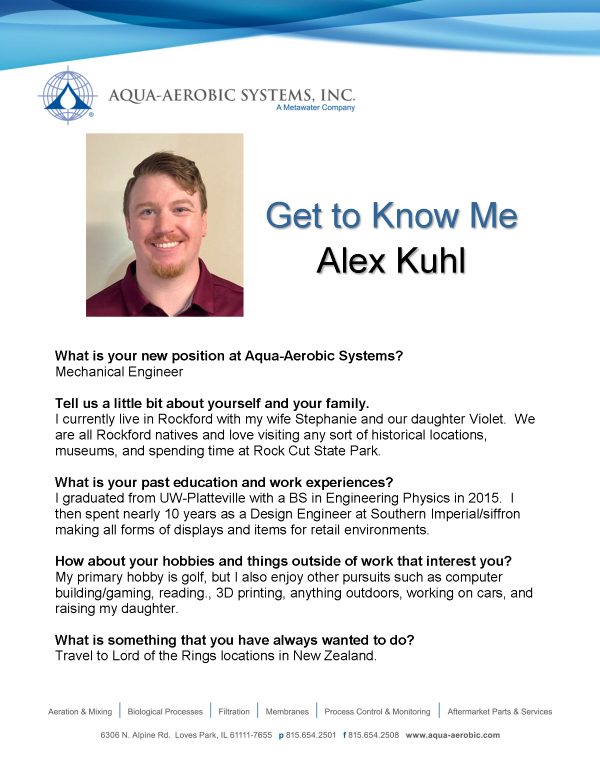 AQUA-AEROBIC SYSTEMS, INC.
A Metawater Company
®
Get to Know Me
Alex Kuhl
What is your new position at Aqua-Aerobic Systems?
Mechanical Engineer
Tell us a little bit about yourself and your family.
I currently live in Rockford with my wife Stephanie and our daughter Violet.  We
are all Rockford natives and love visiting any sort of historical locations,
museums, and spending time at Rock Cut State Park.
What is your past education and work experiences?
I graduated from UW-Platteville with a BS in Engineering Physics in 2015.  I
then spent nearly 10 years as a Design Engineer at Southern Imperial/siffron
making all forms of displays and items for retail environments.
How about your hobbies and things outside of work that interest you?
My primary hobby is golf, but I also enjoy other pursuits such as computer
building/gaming, reading., 3D printing, anything outdoors, working on cars, and
raising my daughter.
What is something that you have always wanted to do?
Travel to Lord of the Rings locations in New Zealand.
Aeration & Mixing | Biological Processes | Filtration | Membranes | Process Control & Monitoring | Aftermarket Parts & Services
6306 N. Alpine Rd.  Loves Park, IL 61111-7655  p 815.654.2501  f 815.654.2508  www.aqua-aerobic.com